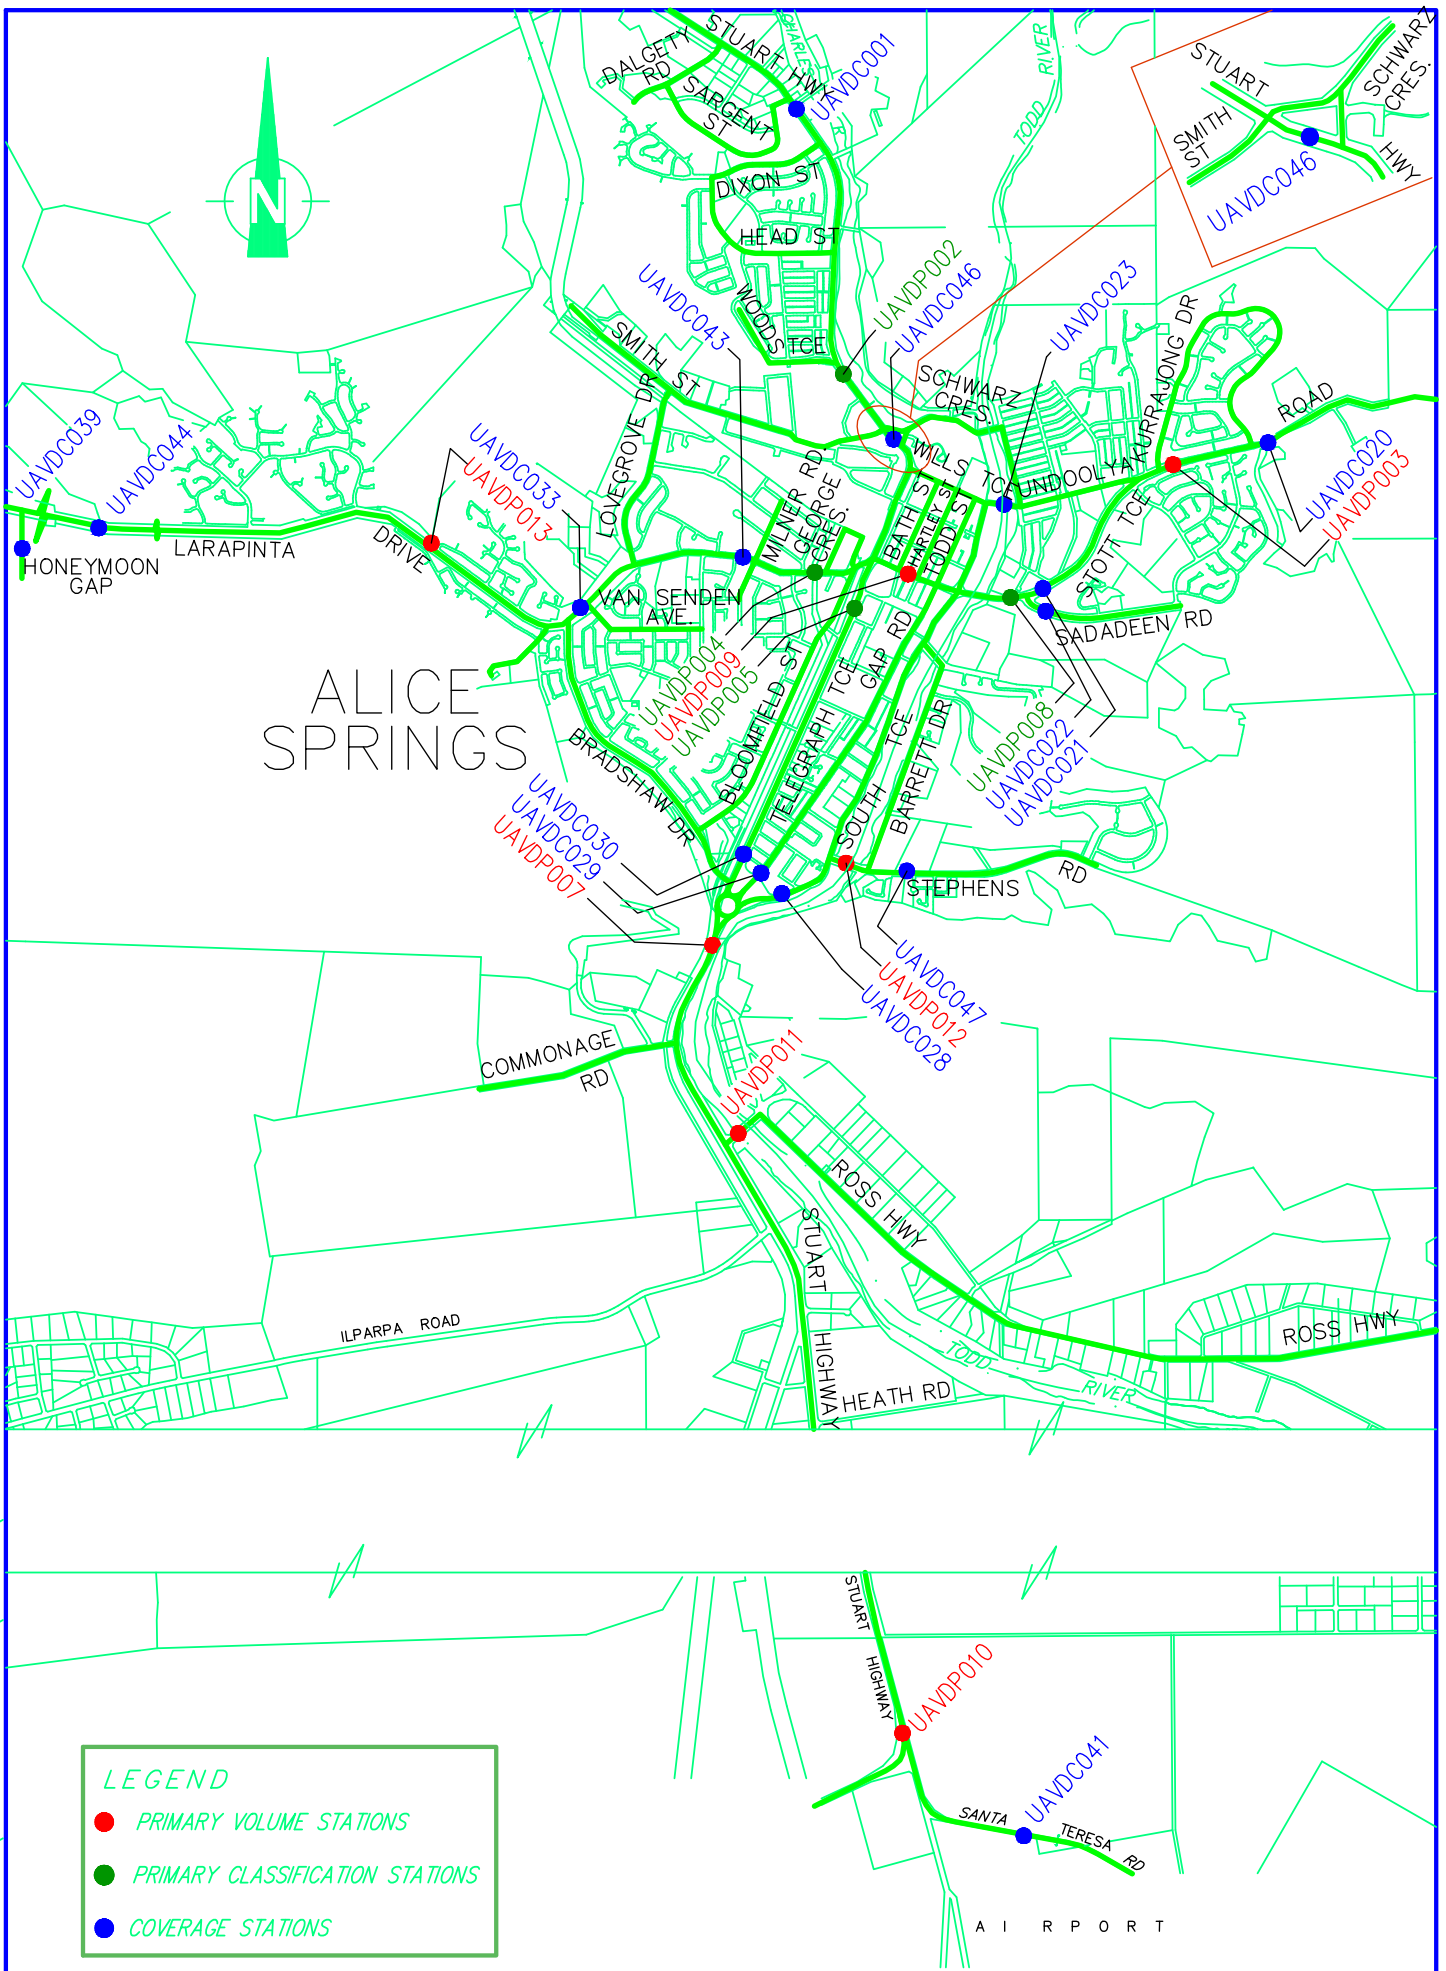 STUART HWY
CHARLES
R
DALGETY
RD
SARGENT
ST
UAVDC001
TODD RIVER
STUART
SCHWARZ
CRES.
SMITH
ST
HWY
UAVDC046
N
DIXON ST
HEAD ST
WOODS TCE
UAVDP002
UAVDC046
UAVDC023
UAVDC043
SMITH ST
LOVEGROVE DR
SCHWARZ
CRES.
KURRAJONG DR
ROAD
UNDOOLYA
WILLS TCE
UAVDC020
UAVDP003
UAVDC039
UAVDC044
UAVDC033
UAVDP013
MILNER RD.
GEORGE
CRES.
BATH ST
HARTLEY ST
TODD ST
STOTT TCE
LARAPINTA
DRIVE
HONEYMOON
GAP
VAN SENDEN
AVE.
SADADEEN RD
ALICE
SPRINGS
UAVDP004
UAVDP009
UAVDP005
BLOOMFIELD ST
TELEGRAPH TCE
GAP RD
SOUTH TCE
BARRETT DR
UAVDP008
UAVDC022
UAVDC021
BRADSHAW DR
UAVDC030
UAVDC029
UAVDP007
STEPHENS
RD
UAVDC047
UAVDP012
UAVDC028
COMMONAGE
RD
UAVDP011
ROSS HWY
STUART
HIGHWAY
ILPARPA ROAD
ROSS HWY
TODD
RIVER
HEATH RD
STUART
HIGHWAY
UAVDP010
UAVDC041
SANTA
TERESA
RD
AIRPORT
LEGEND
PRIMARY VOLUME STATIONS
PRIMARY CLASSIFICATION STATIONS
COVERAGE STATIONS